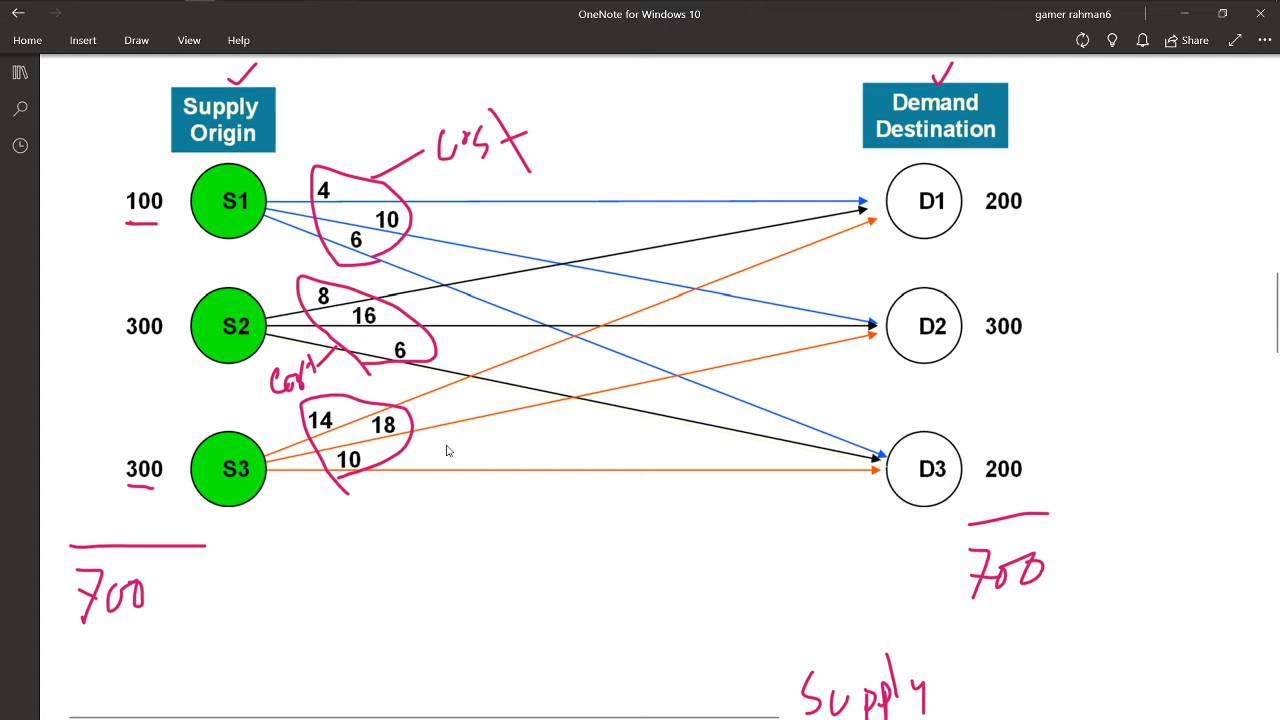 OneNote for Windows 10
gamer rahman6
Home Insert Draw View Help
Share
Supply
Origin
Demand
Destination
Cost
100 S1 4 10 6 D1 200
300 S2 8 16 6 D2 300
Cost
300 S3 14 18 10 D3 200
700 700
Supply